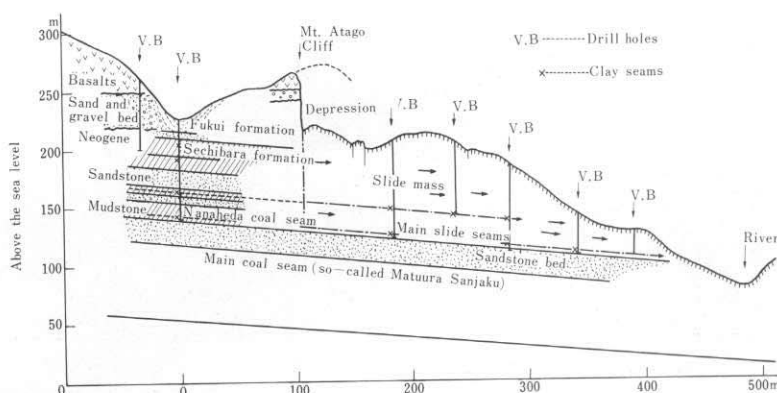 m
300
250
200
150
100
50
0
Above the sea level
V.B
V.B
Mt. Atago
Cliff
V.B
V.B
V.B
V.B
V.B
V.B Drill holes
Clay seams
Basalts
Sand and
gravel bed
Neogene
Fukui formation
Sechibara formation
Sandstone
Mudstone
Nanaheda coal seam
Depression
Slide mass
Main slide seams
Sandstone bed
River
Main coal seam (so-called Matuura Sanjaku)
0
0
100
200
300
400
500m